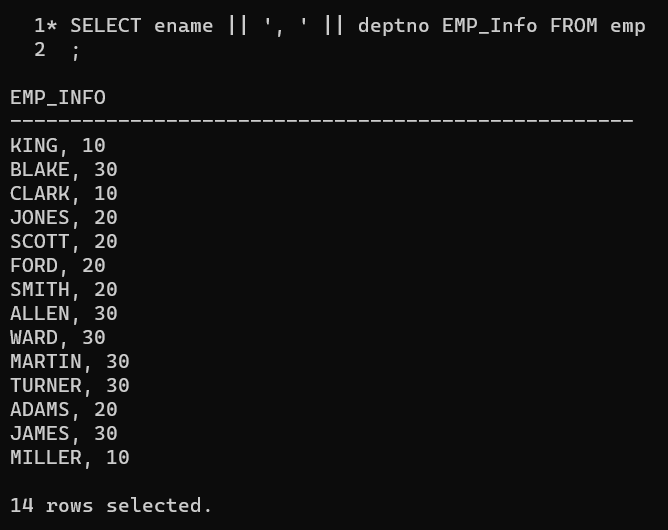 1* SELECT ename || ', ' || deptno EMP_Info FROM emp
2 ;
EMP_INFO
----------------------------------------------------
KING, 10
BLAKE, 30
CLARK, 10
JONES, 20
SCOTT, 20
FORD, 20
SMITH, 20
ALLEN, 30
WARD, 30
MARTIN, 30
TURNER, 30
ADAMS, 20
JAMES, 30
MILLER, 10
14 rows selected.